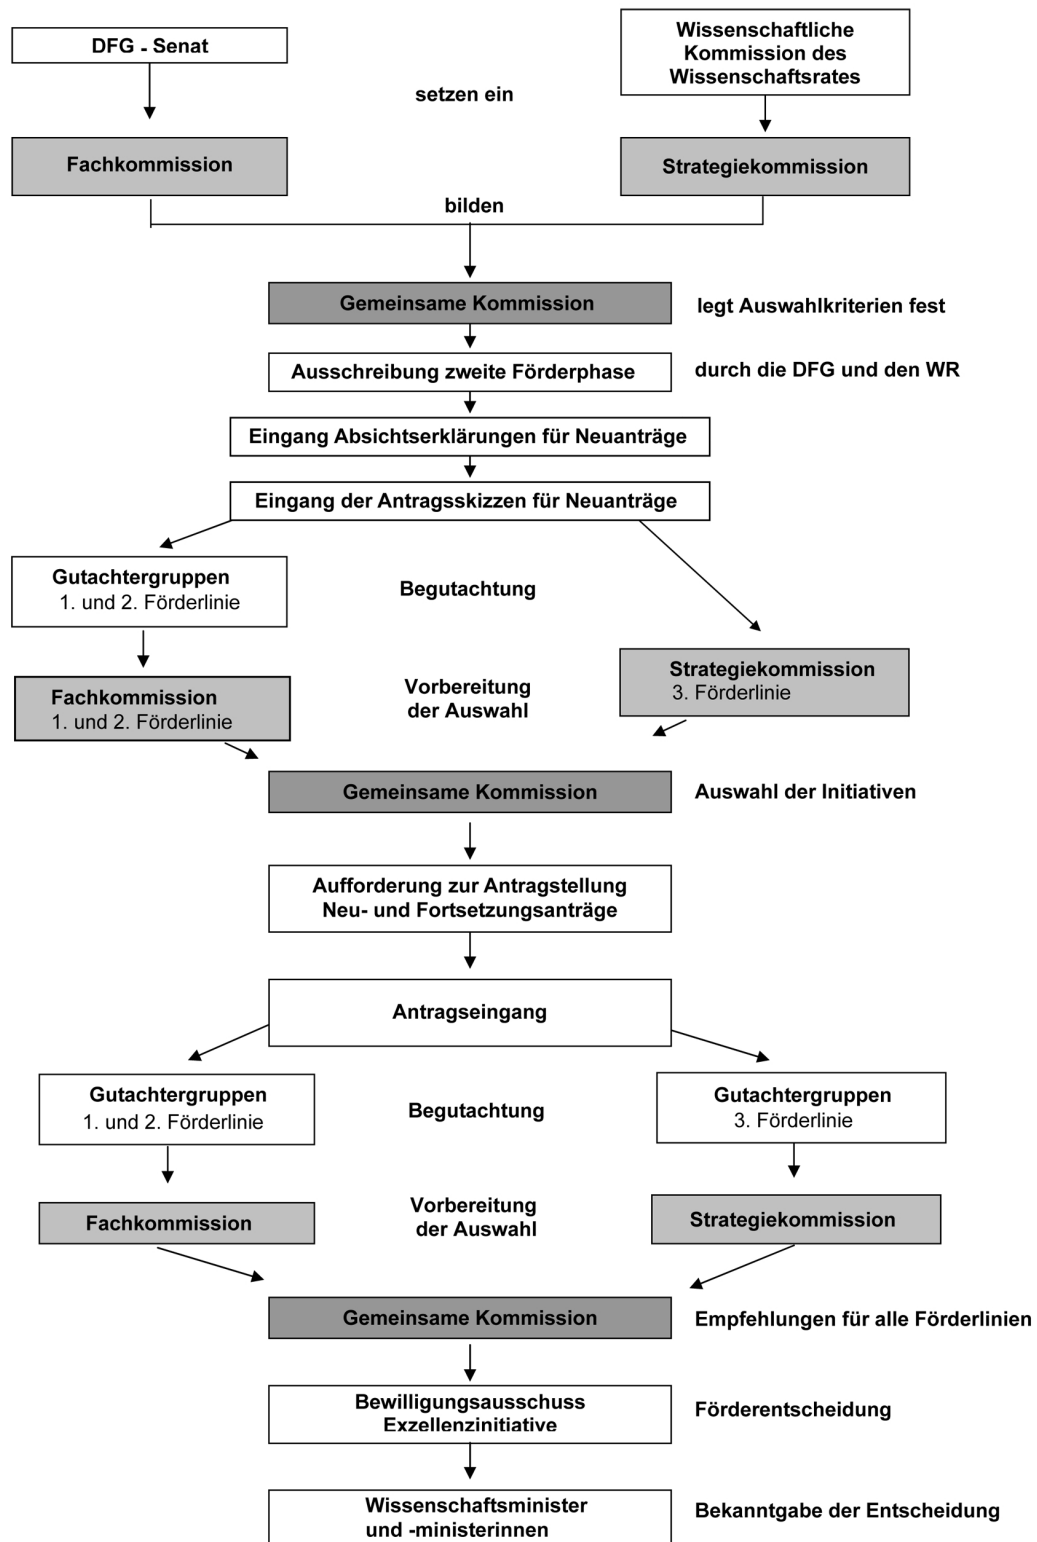 DFG - Senat
Wissenschaftliche
Kommission des
Wissenschaftsrates
setzen ein
Fachkommission
Strategiekommission
bilden
Gemeinsame Kommission
legt Auswahlkriterien fest
Ausschreibung zweite Förderphase
durch die DFG und den WR
Eingang Absichtserklärungen für Neuanträge
Eingang der Antragsskizzen für Neuanträge
Gutachtergruppen
1. und 2. Förderlinie
Begutachtung
Fachkommission
1. und 2. Förderlinie
Vorbereitung
der Auswahl
Strategiekommission
3. Förderlinie
Gemeinsame Kommission
Auswahl der Initiativen
Aufforderung zur Antragstellung
Neu- und Fortsetzungsanträge
Antragseingang
Gutachtergruppen
1. und 2. Förderlinie
Begutachtung
Gutachtergruppen
3. Förderlinie
Fachkommission
Vorbereitung
der Auswahl
Strategiekommission
Gemeinsame Kommission
Empfehlungen für alle Förderlinien
Bewilligungsausschuss
Exzellenzinitiative
Förderentscheidung
Wissenschaftsminister
und -ministerinnen
Bekanntgabe der Entscheidung